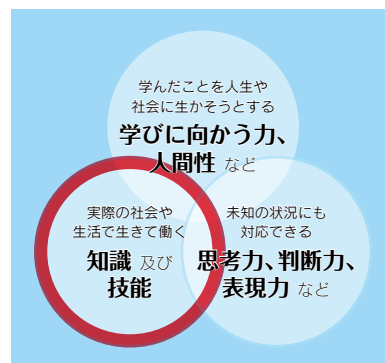 学んだことを人生や
社会に生かそうとする
学びに向かう力、
人間性 など
実際の社会や
生活で生きて働く
知識 及び
技能
未知の状況にも
対応できる
思考力、判断力、
表現力 など